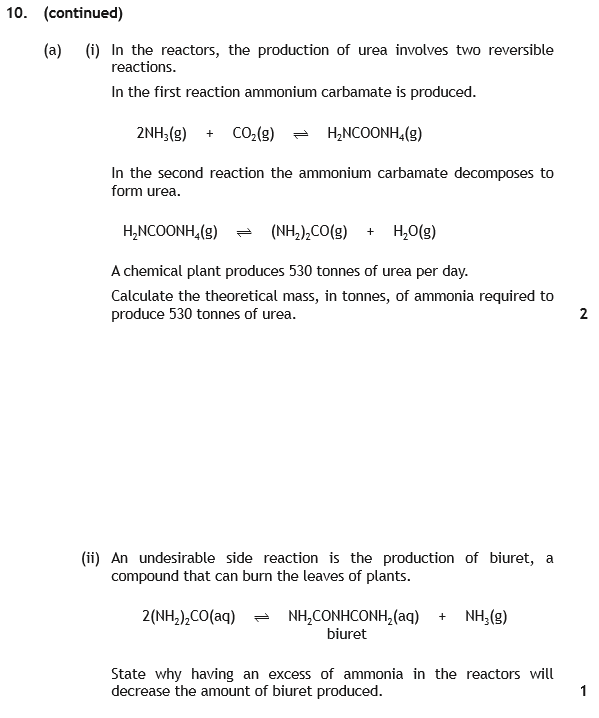 10. (continued)
(a) (i) In the reactors, the production of urea involves two reversible
reactions.
In the first reaction ammonium carbamate is produced.
2NH₃(g) + CO₂(g) ⇌ H₂NCOONH₄(g)
In the second reaction the ammonium carbamate decomposes to
form urea.
H₂NCOONH₄(g) ⇌ (NH₂)₂CO(g) + H₂O(g)
A chemical plant produces 530 tonnes of urea per day.
Calculate the theoretical mass, in tonnes, of ammonia required to
produce 530 tonnes of urea. 2
(ii) An undesirable side reaction is the production of biuret, a
compound that can burn the leaves of plants.
2(NH₂)₂CO(aq) ⇌ NH₂CONHCONH₂(aq) + NH₃(g)
biuret
State why having an excess of ammonia in the reactors will
decrease the amount of biuret produced. 1